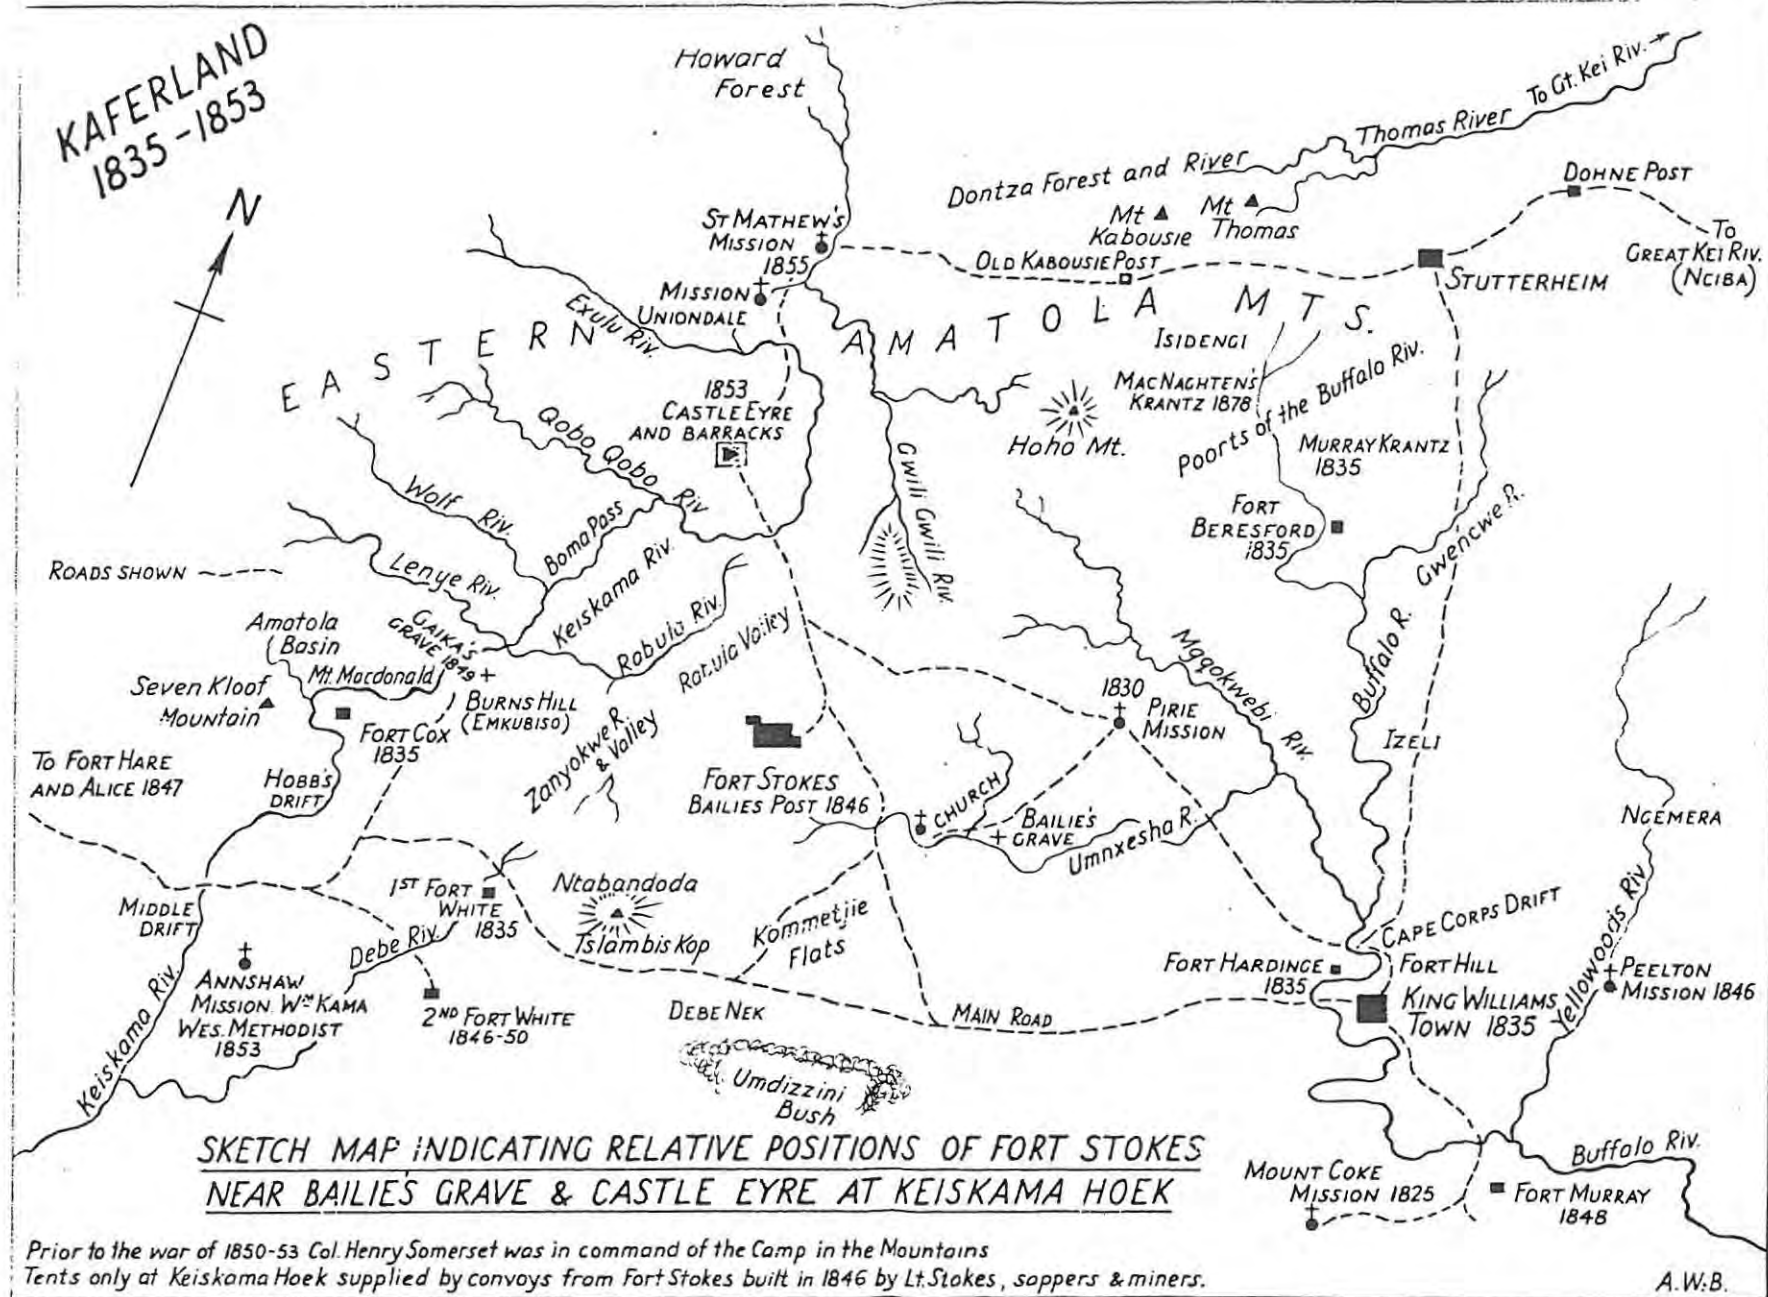 KAFERLAND
1835-1853
N
Howard
Forest
Dontza Forest and River
Thomas River
To Gt. Kei Riv.
DOHNE POST
To
GREAT KEI RIV.
(NCIBA)
Mt
Kabousie
Mt
Thomas
ST MATHEW'S
MISSION
1855
OLD KABOUSIE POST
STUTTERHEIM
MISSION
UNIONDALE
Exulu Riv.
EASTERN AMATOLA MTS.
ISIDENGI
MACNAGHTEN'S
KRANTZ 1878
Poorts of the Buffalo Riv.
1853
CASTLE EYRE
AND BARRACKS
Qobo Qobo Riv
Hoho Mt.
MURRAY KRANTZ
1835
Gwili Gwili Riv.
Wolf Riv.
Boma Pass
FORT
BERESFORD
1835
Gwencwe R.
ROADS SHOWN
Lenye Riv.
Keiskama Riv.
Amatola
Basin
GAIKA'S
GRAVE 1849
Rabula Riv.
Valley
Mgqokwebi Riv.
Buffalo R.
Mt. Macdonald
Seven Kloof
Mountain
BURNS HILL
(EMKUBISO)
FORT COX
1835
Zanyokwe R.
& Valley
1830
PIRIE
MISSION
IZELI
TO FORT HARE
AND ALICE 1847
HOBB'S
DRIFT
FORT STOKES
BAILIES POST 1846
CHURCH
BAILIE'S
GRAVE
Umnxesha R.
NGEMERA
MIDDLE
DRIFT
1ST FORT
WHITE
1835
Ntabandoda
Tslambis Kop
Kommetjie
Flats
CAPE CORPS DRIFT
Debe Riv.
Yellowwoods Riv
Keiskama Riv.
ANNSHAW
MISSION. WM KAMA
WES. METHODIST
1853
2ND FORT WHITE
1846-50
DEBE NEK
MAIN ROAD
FORT HARDINGE
1835
FORT HILL
KING WILLIAMS
TOWN 1835
PEELTON
MISSION 1846
Umdizzini
Bush
SKETCH MAP INDICATING RELATIVE POSITIONS OF FORT STOKES
NEAR BAILIE'S GRAVE & CASTLE EYRE AT KEISKAMA HOEK
MOUNT COKE
MISSION 1825
FORT MURRAY
1848
Buffalo Riv.
Prior to the war of 1850-53 Col. Henry Somerset was in command of the Camp in the Mountains
Tents only at Keiskama Hoek supplied by convoys from Fort Stokes built in 1846 by Lt. Stokes, sappers & miners.
A.W.B.